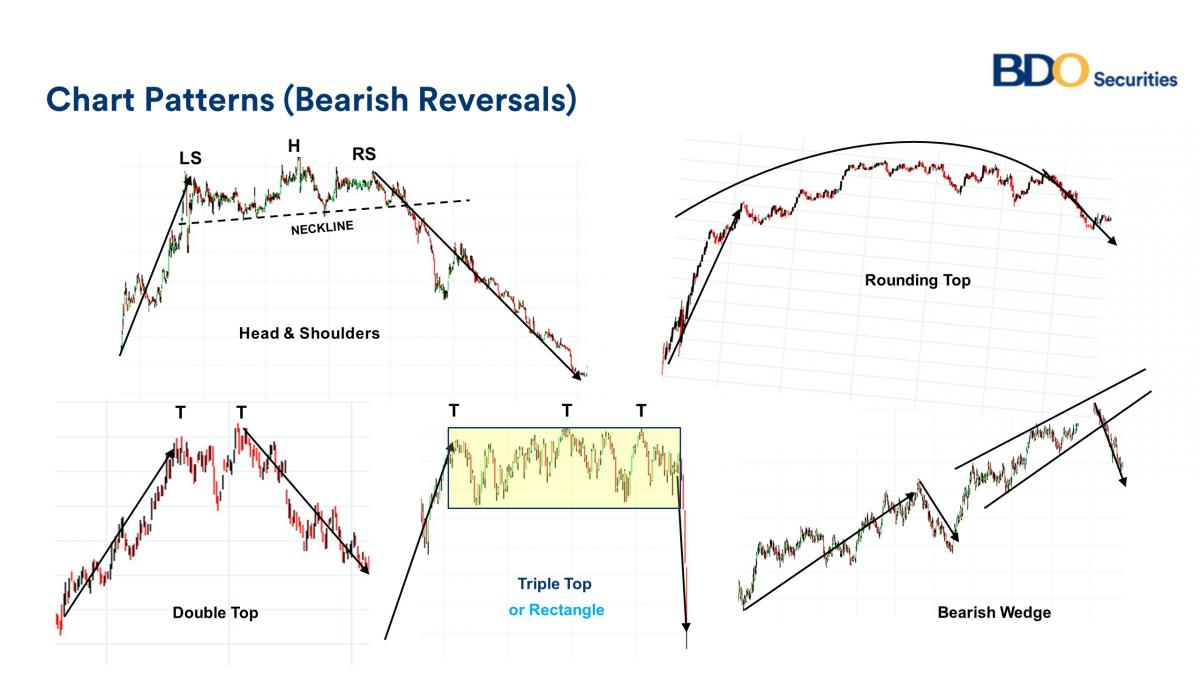 BDO Securities
Chart Patterns (Bearish Reversals)
LS
H
RS
NECKLINE
Head & Shoulders
Rounding Top
T
T
Double Top
T
T
T
Triple Top
or Rectangle
Bearish Wedge